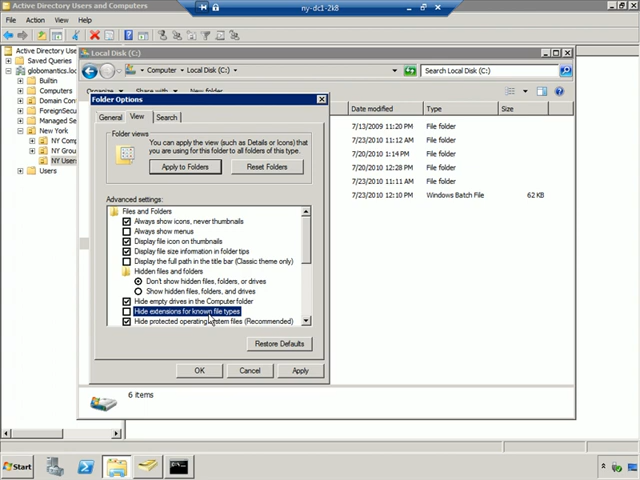 Active Directory Users and Computers
ny-dc1-2k8
File Action View Help
Active Directory Users
Saved Queries
globomantics.loc
Builtin
Computers
Domain Cont
ForeignSecur
Managed Se
New York
NY Comp
NY Grou
NY Users
Users
Local Disk (C:)
Computer Local Disk (C:)
Search Local Disk (C:)
Organize Share with New folder
Date modified Type Size
7/13/2009 11:20 PM File folder
7/23/2010 11:12 AM File folder
7/20/2010 1:14 PM File folder
7/20/2010 12:28 PM File folder
7/23/2010 11:11 AM File folder
7/23/2010 12:10 PM Windows Batch File 62 KB
6 items
Folder Options
General View Search
Folder views
You can apply the view (such as Details or Icons) that
you are using for this folder to all folders of this type.
Apply to Folders Reset Folders
Advanced settings:
Files and Folders
Always show icons, never thumbnails
Always show menus
Display file icon on thumbnails
Display file size information in folder tips
Display the full path in the title bar (Classic theme only)
Hidden files and folders
Don't show hidden files, folders, or drives
Show hidden files, folders, and drives
Hide empty drives in the Computer folder
Hide extensions for known file types
Hide protected operating system files (Recommended)
Restore Defaults
OK Cancel Apply
Start